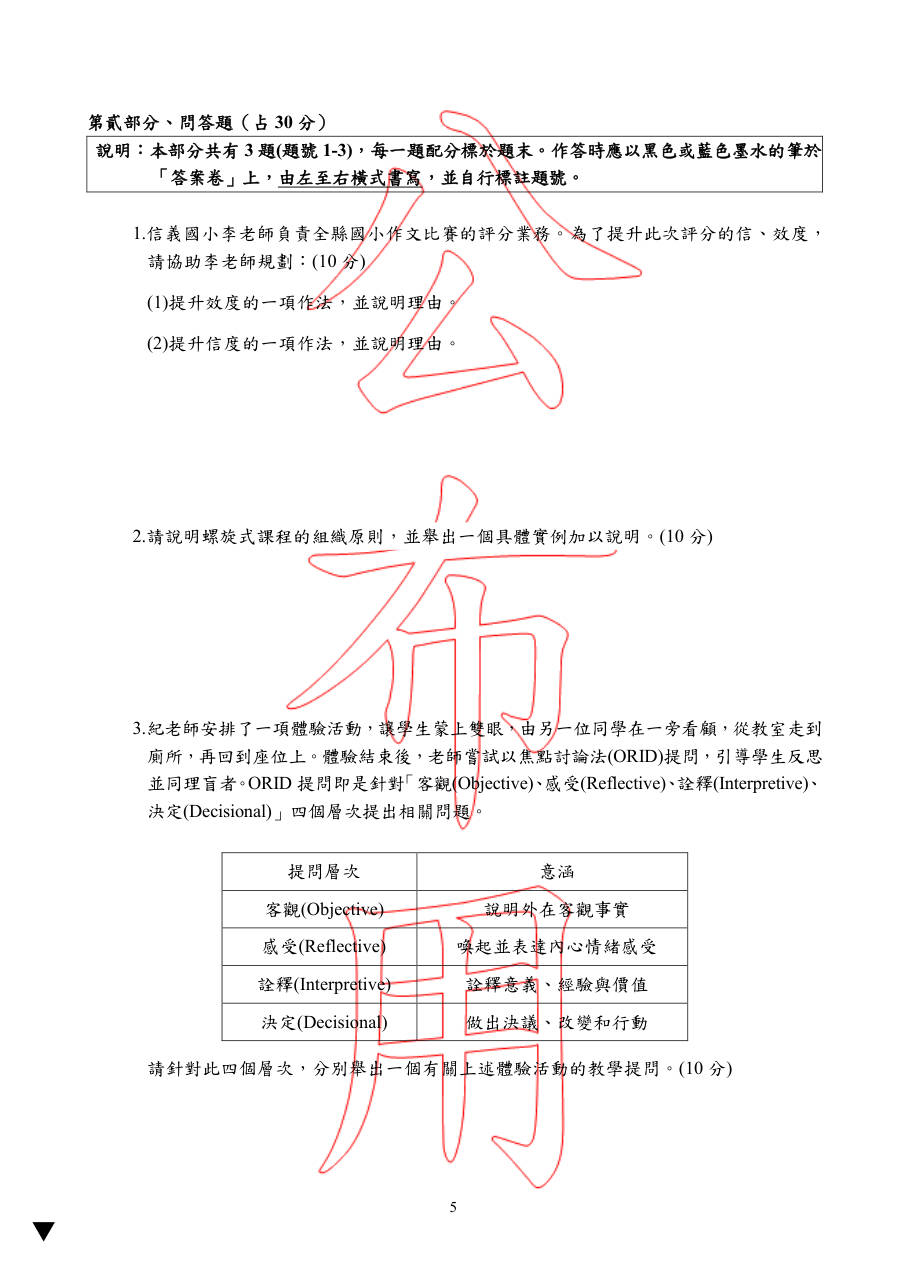 第貳部分、問答題（占 30 分）
說明：本部分共有 3 題(題號 1-3)，每一題配分標於題末。作答時應以黑色或藍色墨水的筆於
「答案卷」上，由左至右橫式書寫，並自行標註題號。
1.信義國小李老師負責全縣國小作文比賽的評分業務。為了提升此次評分的信、效度，
請協助李老師規劃：(10 分)
(1)提升效度的一項作法，並說明理由。
(2)提升信度的一項作法，並說明理由。
2.請說明螺旋式課程的組織原則，並舉出一個具體實例加以說明。(10 分)
3.紀老師安排了一項體驗活動，讓學生蒙上雙眼，由另一位同學在一旁看顧，從教室走到
廁所，再回到座位上。體驗結束後，老師嘗試以焦點討論法(ORID)提問，引導學生反思
並同理盲者。ORID 提問即是針對「客觀(Objective)、感受(Reflective)、詮釋(Interpretive)、
決定(Decisional)」四個層次提出相關問題。
提問層次 意涵
客觀(Objective) 說明外在客觀事實
感受(Reflective) 喚起並表達內心情緒感受
詮釋(Interpretive) 詮釋意義、經驗與價值
決定(Decisional) 做出決議、改變和行動
請針對此四個層次，分別舉出一個有關上述體驗活動的教學提問。(10 分)
5
公布用